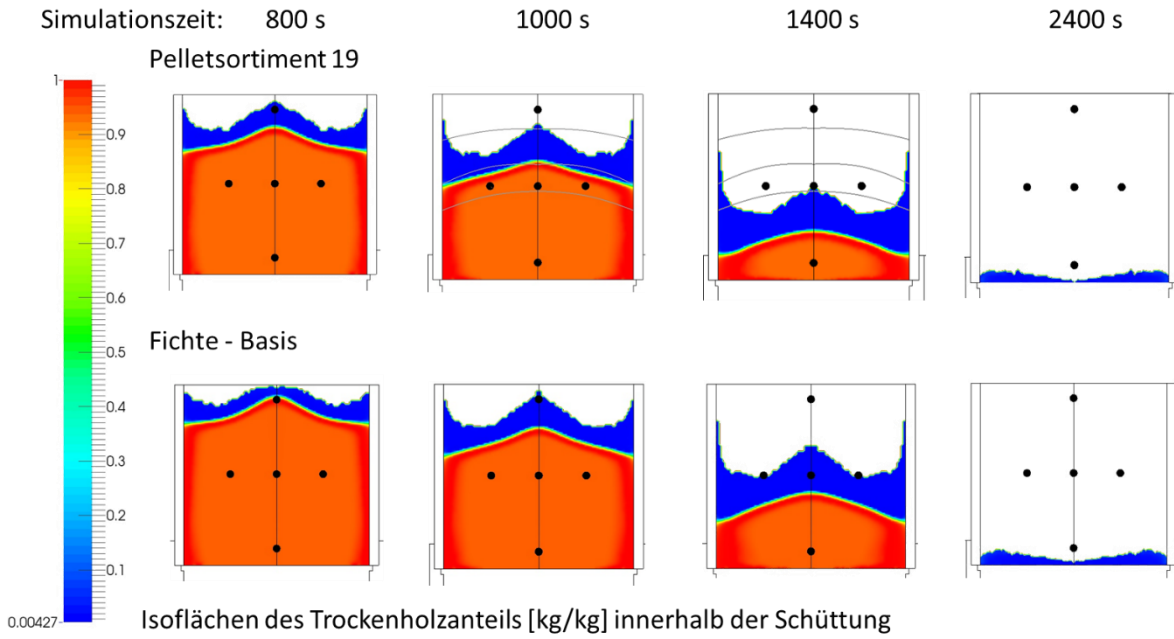 Simulationszeit: 800 s 1000 s 1400 s 2400 s
Pelletsortiment 19
1
0.9
0.8
0.7
0.6
0.5
0.4
0.3
0.2
0.1
0.00427
Fichte - Basis
Isoflächen des Trockenholzanteils [kg/kg] innerhalb der Schüttung